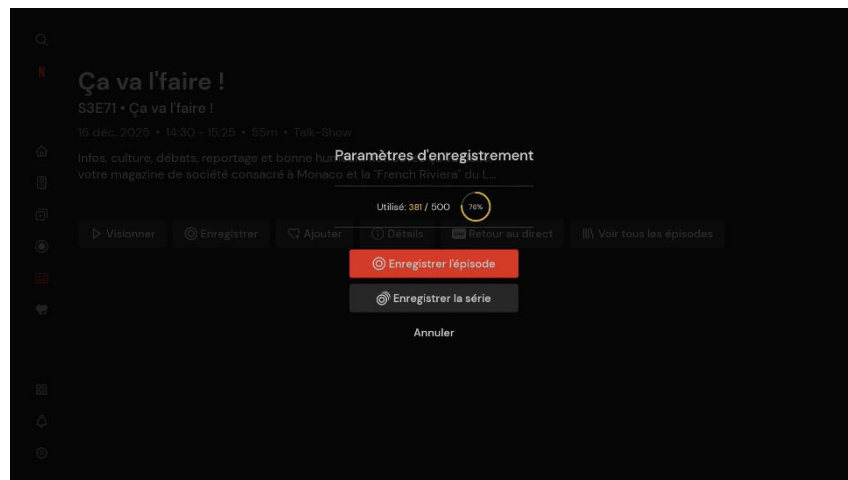 N
Ça va l'faire !
S3E71 • Ça va l'faire !
16 déc. 2025 • 14:30 - 15:25 • 55m • Talk-Show
Paramètres d'enregistrement
Infos, culture, débats, reportage et bonne
votre magazine de société consacré à Monaco et la "French Riviera" du L...
Utilisé: 381 / 500 76%
Visionner Enregistrer Ajouter Détails Retour au direct Voir tous les épisodes
Enregistrer l'épisode
Enregistrer la série
Annuler